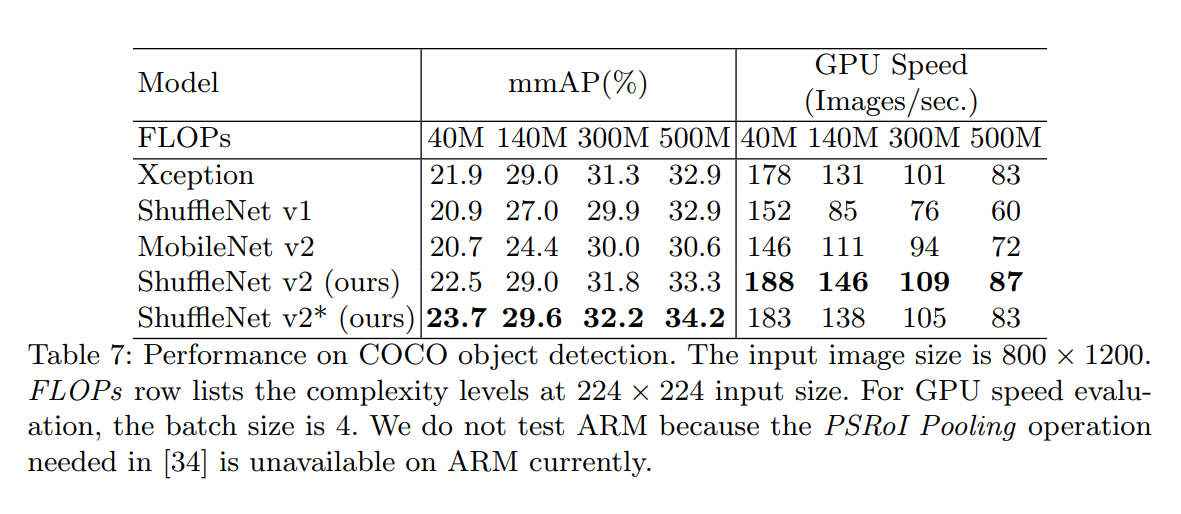 Model mmAP(%) GPU Speed
(Images/sec.)
FLOPs 40M 140M 300M 500M 40M 140M 300M 500M
Xception 21.9 29.0 31.3 32.9 178 131 101 83
ShuffleNet v1 20.9 27.0 29.9 32.9 152 85 76 60
MobileNet v2 20.7 24.4 30.0 30.6 146 111 94 72
ShuffleNet v2 (ours) 22.5 29.0 31.8 33.3 188 146 109 87
ShuffleNet v2* (ours) 23.7 29.6 32.2 34.2 183 138 105 83
Table 7: Performance on COCO object detection. The input image size is 800 × 1200.
FLOPs row lists the complexity levels at 224 × 224 input size. For GPU speed evalu-
ation, the batch size is 4. We do not test ARM because the PSRoI Pooling operation
needed in [34] is unavailable on ARM currently.